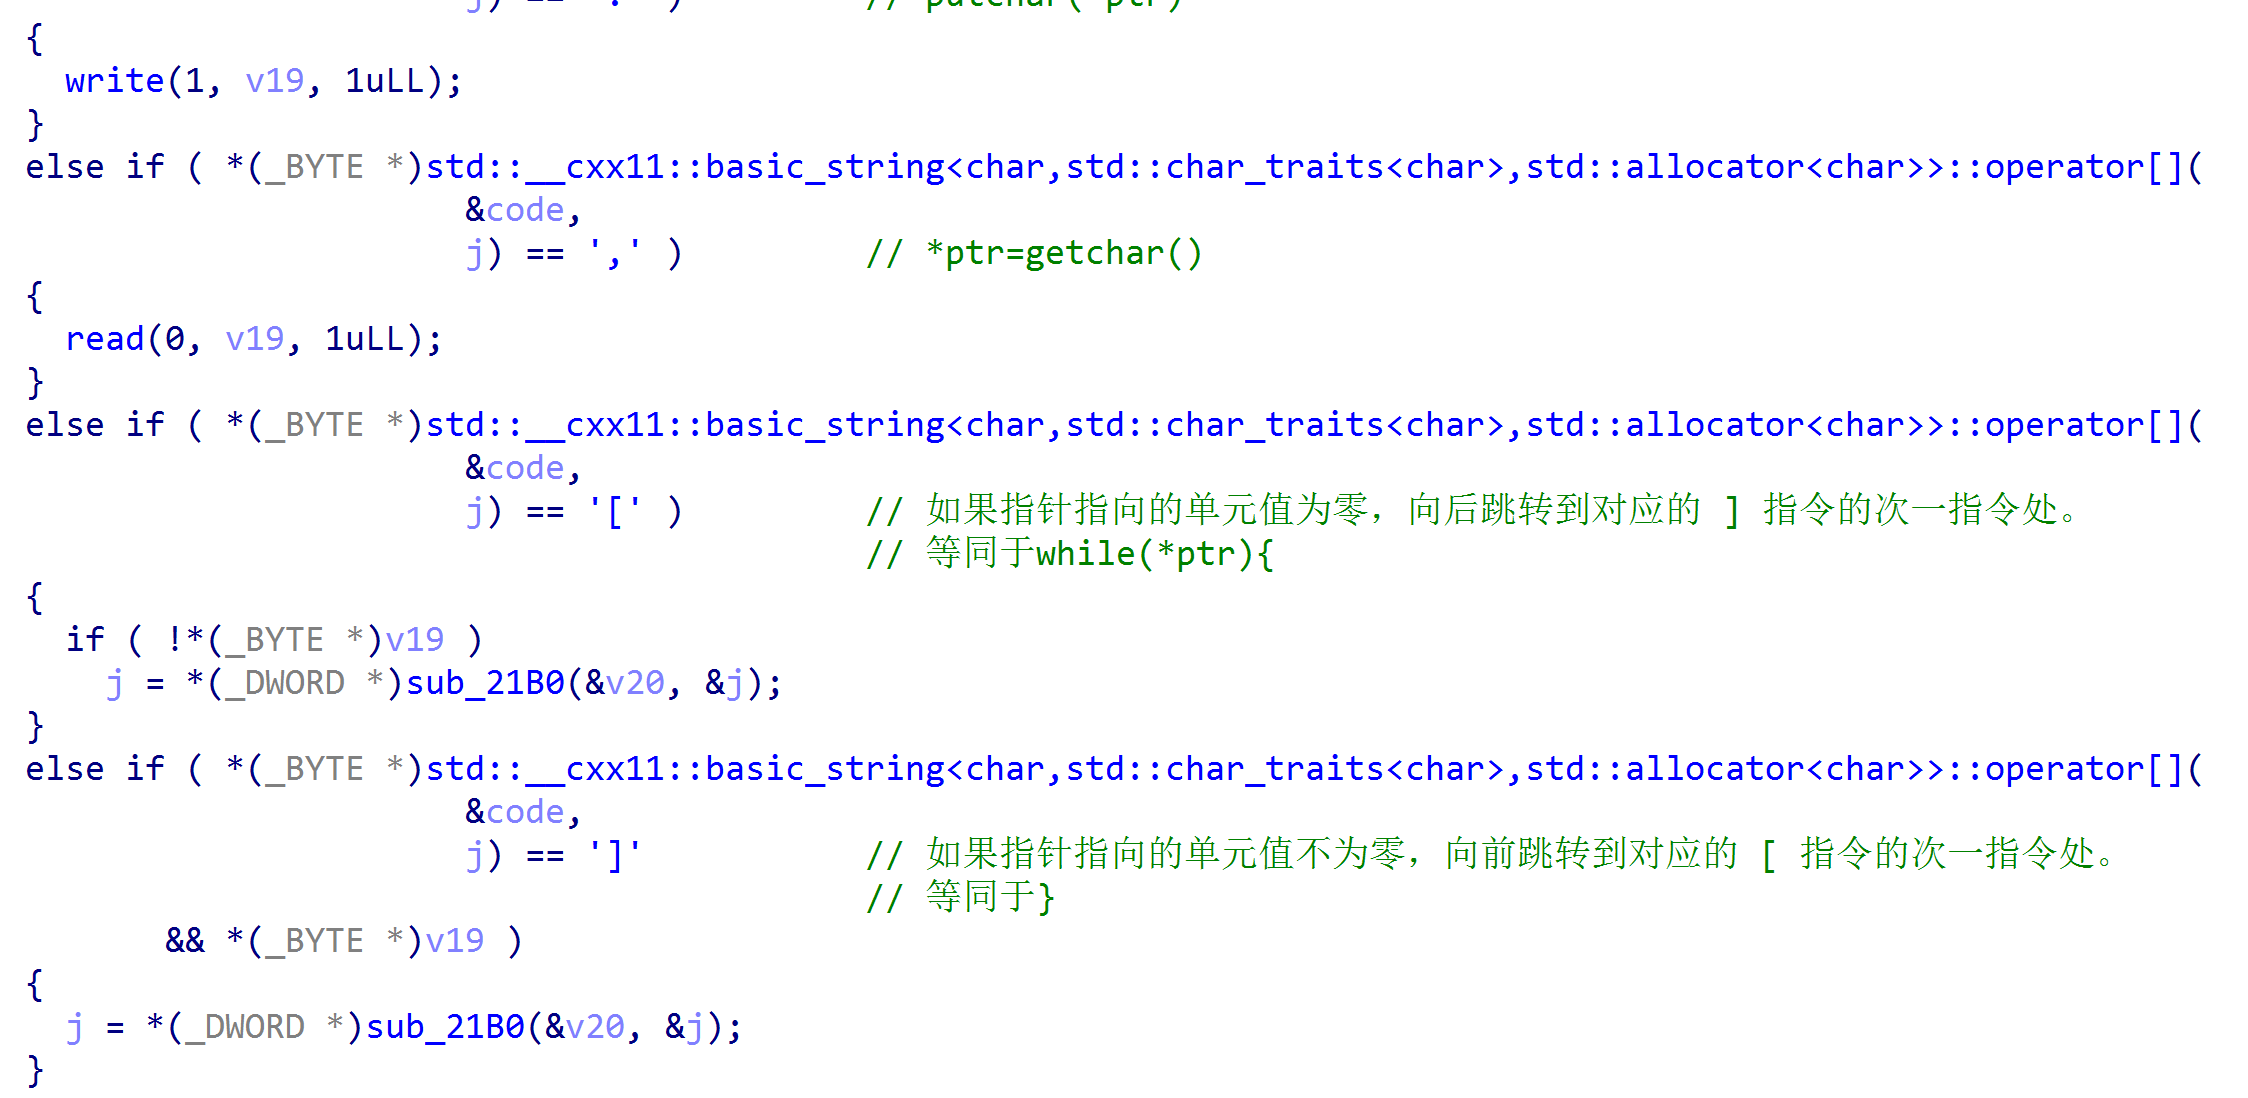 j) == '.' )         // putchar(*ptr)
{
  write(1, v19, 1uLL);
}
else if ( *(_BYTE *)std::__cxx11::basic_string<char,std::char_traits<char>,std::allocator<char>>::operator[](
                      &code,
                      j) == ',' )         // *ptr=getchar()
{
  read(0, v19, 1uLL);
}
else if ( *(_BYTE *)std::__cxx11::basic_string<char,std::char_traits<char>,std::allocator<char>>::operator[](
                      &code,
                      j) == '[' )         // 如果指针指向的单元值为零，向后跳转到对应的 ] 指令的次一指令处。
                                          // 等同于while(*ptr){
{
  if ( !*(_BYTE *)v19 )
    j = *(_DWORD *)sub_21B0(&v20, &j);
}
else if ( *(_BYTE *)std::__cxx11::basic_string<char,std::char_traits<char>,std::allocator<char>>::operator[](
                      &code,
                      j) == ']'           // 如果指针指向的单元值不为零，向前跳转到对应的 [ 指令的次一指令处。
                                          // 等同于}
       && *(_BYTE *)v19 )
{
  j = *(_DWORD *)sub_21B0(&v20, &j);
}